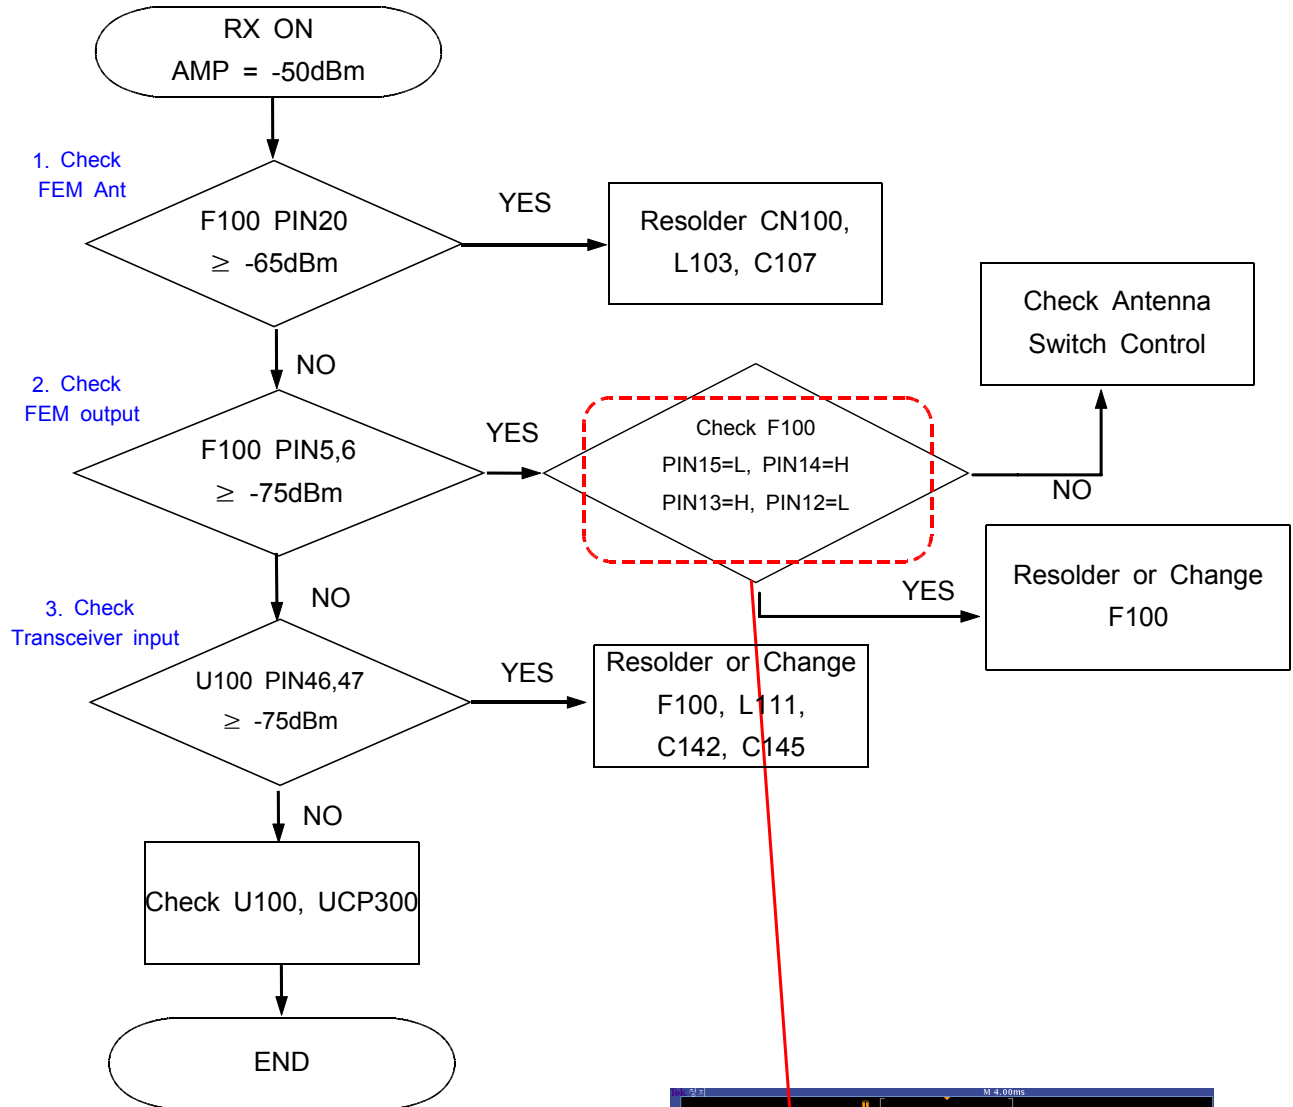 RX ON
AMP = -50dBm
1. Check
FEM Ant
F100 PIN20
≥ -65dBm
YES
Resolder CN100,
L103, C107
NO
2. Check
FEM output
F100 PIN5,6
≥ -75dBm
YES
Check F100
PIN15=L, PIN14=H
PIN13=H, PIN12=L
NO
Check Antenna
Switch Control
YES
Resolder or Change
F100
NO
3. Check
Transceiver input
U100 PIN46,47
≥ -75dBm
YES
Resolder or Change
F100, L111,
C142, C145
NO
Check U100, UCP300
END
정지
M 4.00ms